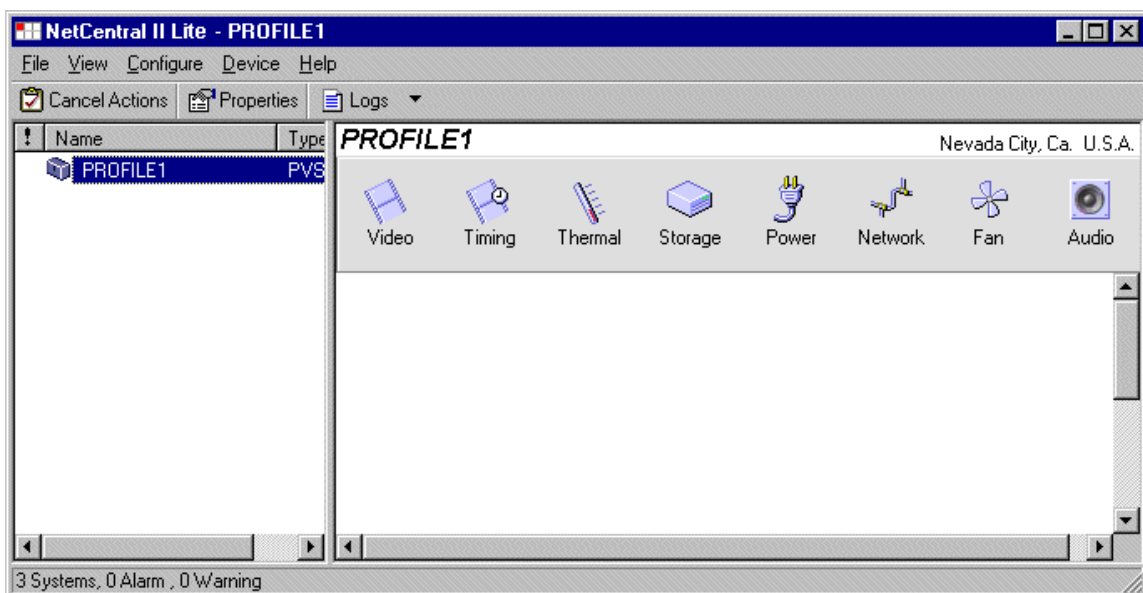 NetCentral II Lite - PROFILE1
File View Configure Device Help
Cancel Actions Properties Logs
! Name Type
PROFILE1 PVS
PROFILE1 Nevada City, Ca. U.S.A.
Video Timing Thermal Storage Power Network Fan Audio
3 Systems, 0 Alarm , 0 Warning